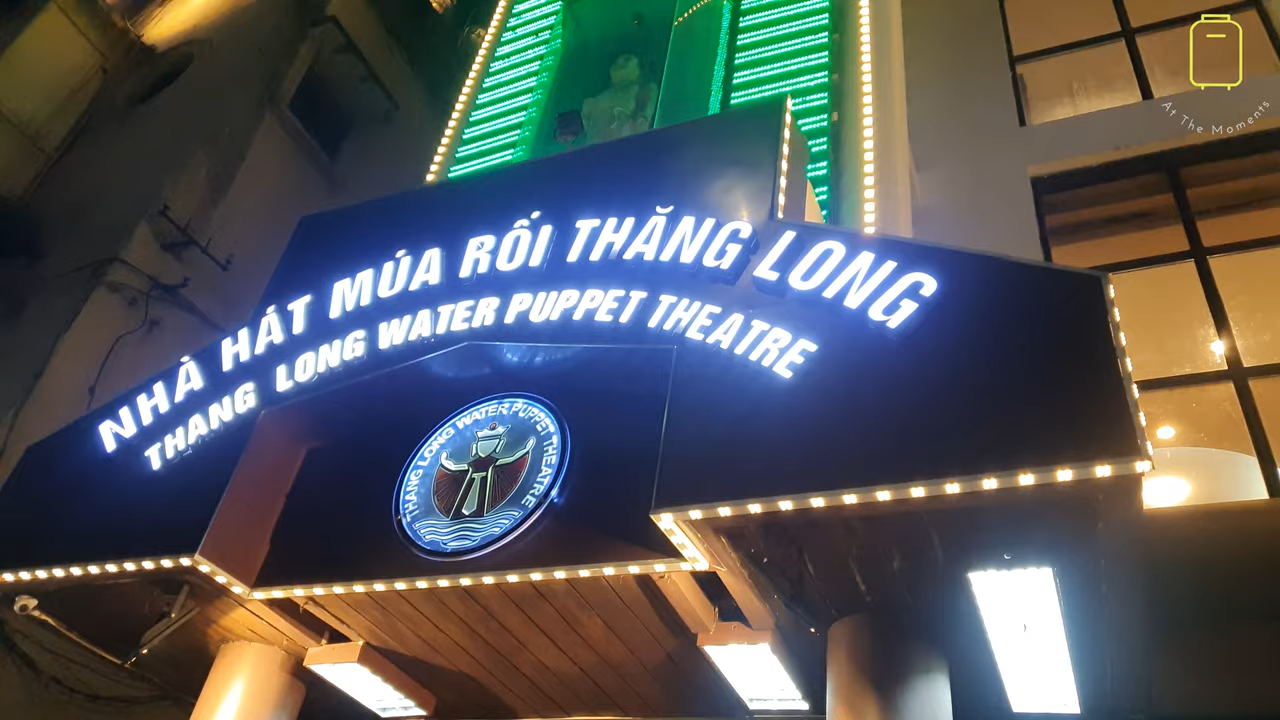 NHÀ HÁT MÚA RỐI THĂNG LONG
THANG LONG WATER PUPPET THEATRE
THANG LONG WATER PUPPET THEATRE
At The Moments